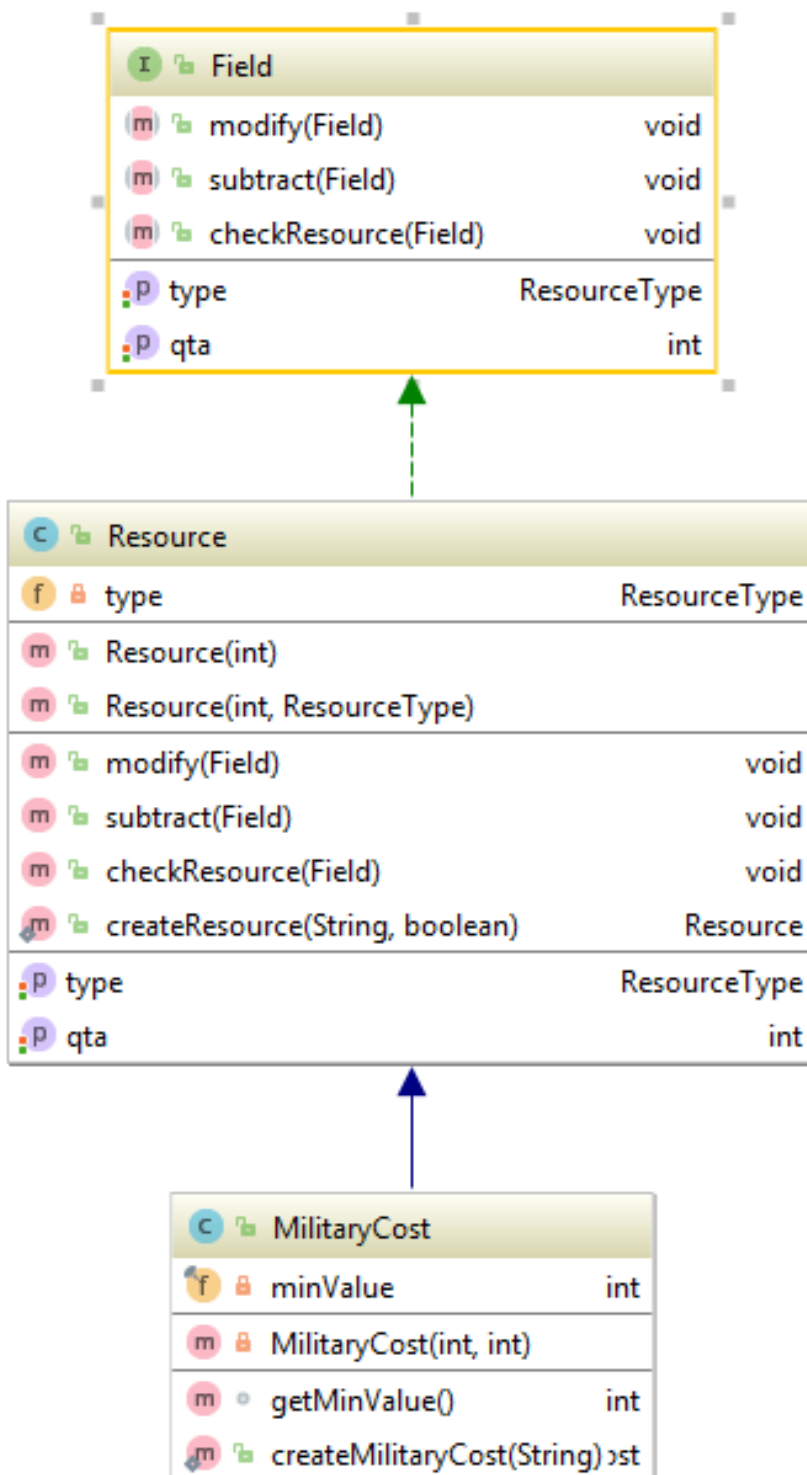 I Field
m modify(Field) void
m subtract(Field) void
m checkResource(Field) void
p type ResourceType
p qta int
C Resource
f type ResourceType
m Resource(int)
m Resource(int, ResourceType)
m modify(Field) void
m subtract(Field) void
m checkResource(Field) void
m createResource(String, boolean) Resource
p type ResourceType
p qta int
C MilitaryCost
f minValue int
m MilitaryCost(int, int)
m getMinValue() int
m createMilitaryCost(String)